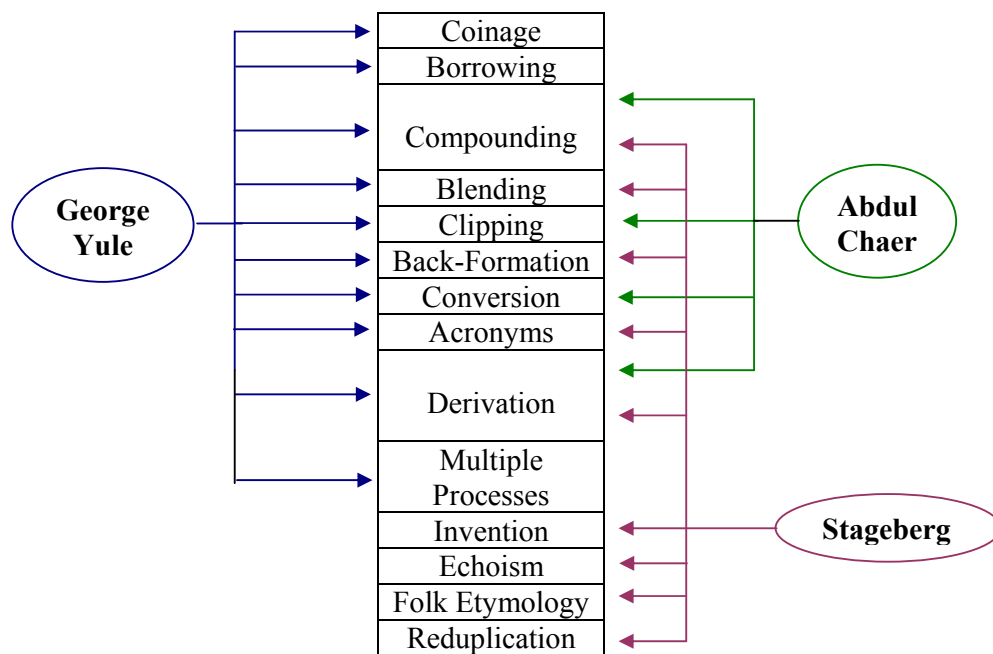 Coinage
Borrowing
Compounding
Blending
Clipping
Back-Formation
Conversion
Acronyms
Derivation
Multiple
Processes
Invention
Echoism
Folk Etymology
Reduplication
George
Yule
Abdul
Chaer
Stageberg